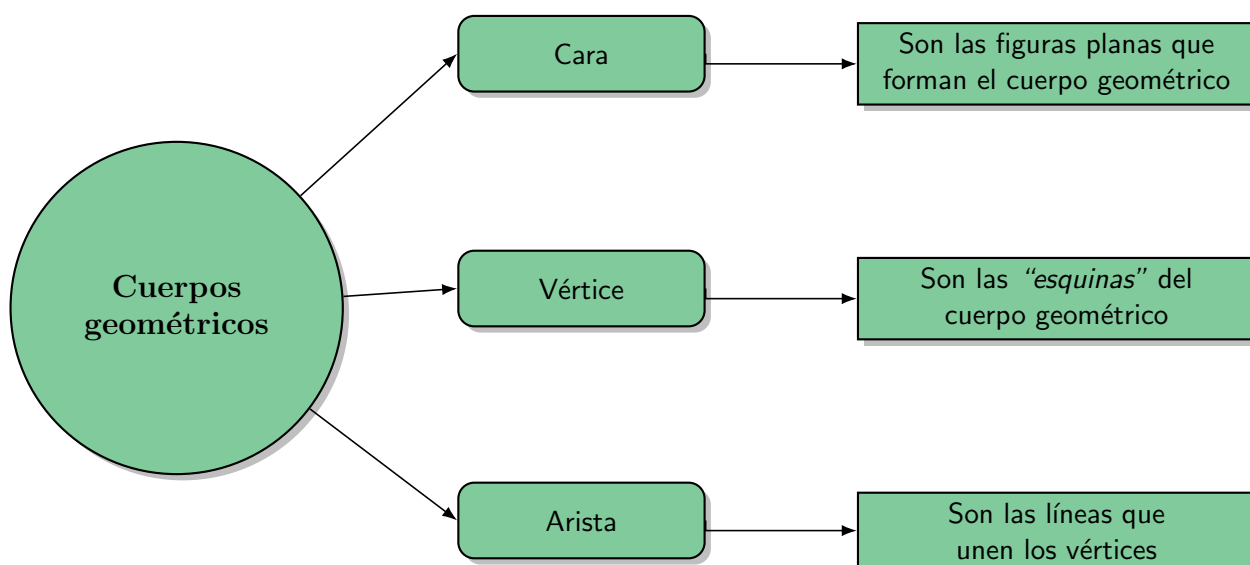 Cuerpos
geométricos
Cara
Son las figuras planas que
forman el cuerpo geométrico
Vértice
Son las “esquinas” del
cuerpo geométrico
Arista
Son las líneas que
unen los vértices